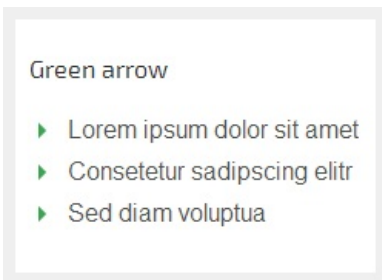 Green arrow
Lorem ipsum dolor sit amet
Consetetur sadipscing elitr
Sed diam voluptua